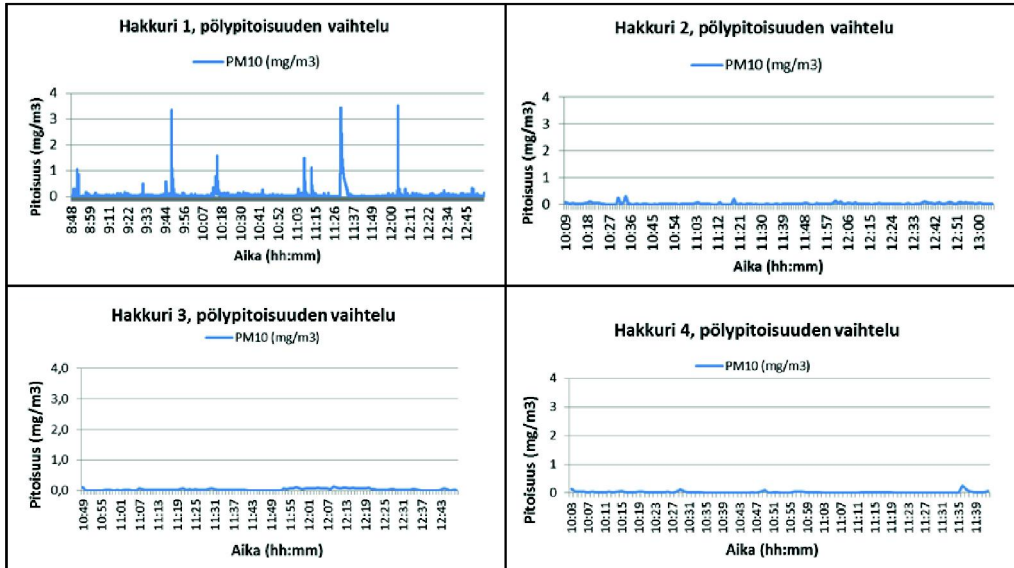 Hakkuri 1, pölypitoisuuden vaihtelu
PM10 (mg/m3)
Pitoisuus (mg/m3)
4
3
2
1
0
8:48 8:59 9:11 9:22 9:33 9:44 9:56 10:07 10:18 10:30 10:41 10:52 11:03 11:15 11:26 11:37 11:49 12:00 12:11 12:22 12:34 12:45
Aika (hh:mm)
Hakkuri 2, pölypitoisuuden vaihtelu
PM10 (mg/m3)
Pitoisuus (mg/m3)
4
3
2
1
0
10:09 10:18 10:27 10:36 10:45 10:54 11:03 11:12 11:21 11:30 11:39 11:48 11:57 12:06 12:15 12:24 12:33 12:42 12:51 13:00
Aika (hh:mm)
Hakkuri 3, pölypitoisuuden vaihtelu
PM10 (mg/m3)
Pitoisuus (mg/m3)
4,0
3,0
2,0
1,0
0,0
10:49 10:55 11:01 11:07 11:13 11:19 11:25 11:31 11:37 11:43 11:49 11:55 12:01 12:07 12:13 12:19 12:25 12:31 12:37 12:43
Aika (hh:mm)
Hakkuri 4, pölypitoisuuden vaihtelu
PM10 (mg/m3)
Pitoisuus (mg/m3)
4
3
2
1
0
10:03 10:07 10:11 10:15 10:19 10:23 10:27 10:31 10:35 10:39 10:43 10:47 10:51 10:55 10:59 11:03 11:07 11:11 11:15 11:19 11:23 11:27 11:31 11:35 11:39
Aika (hh:mm)